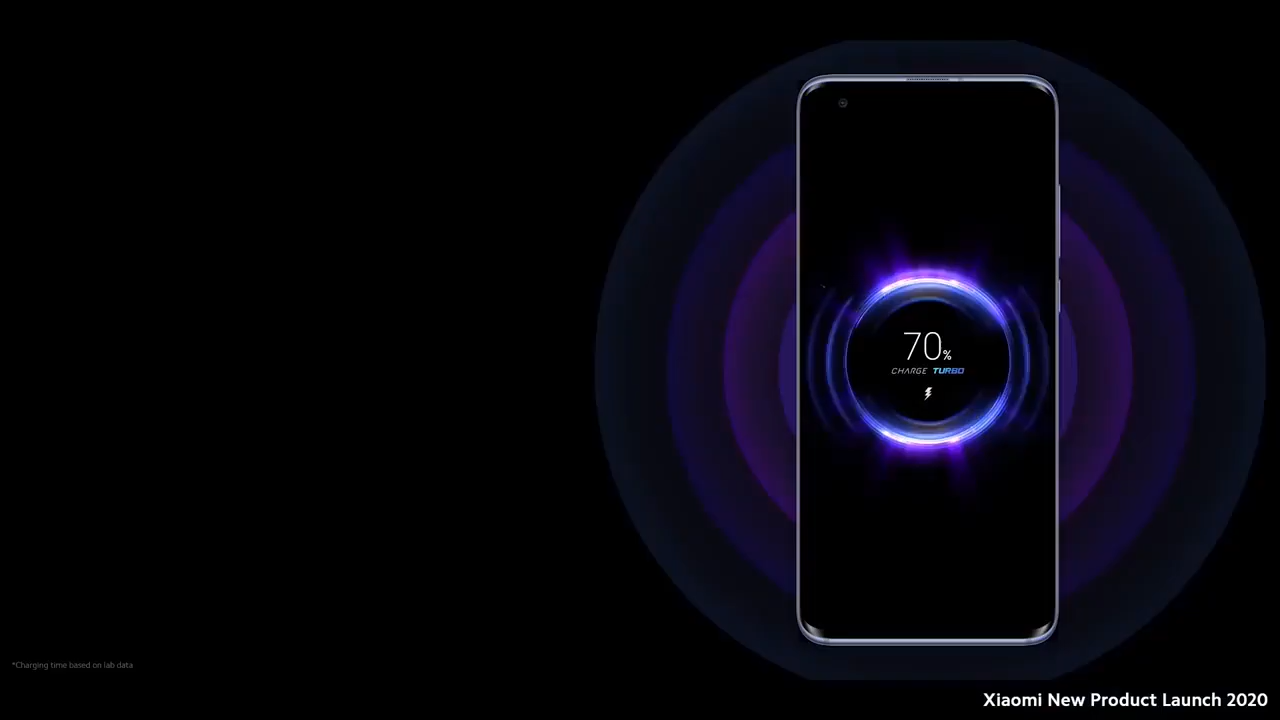 70%
CHARGE TURBO
*Charging time based on lab data
Xiaomi New Product Launch 2020